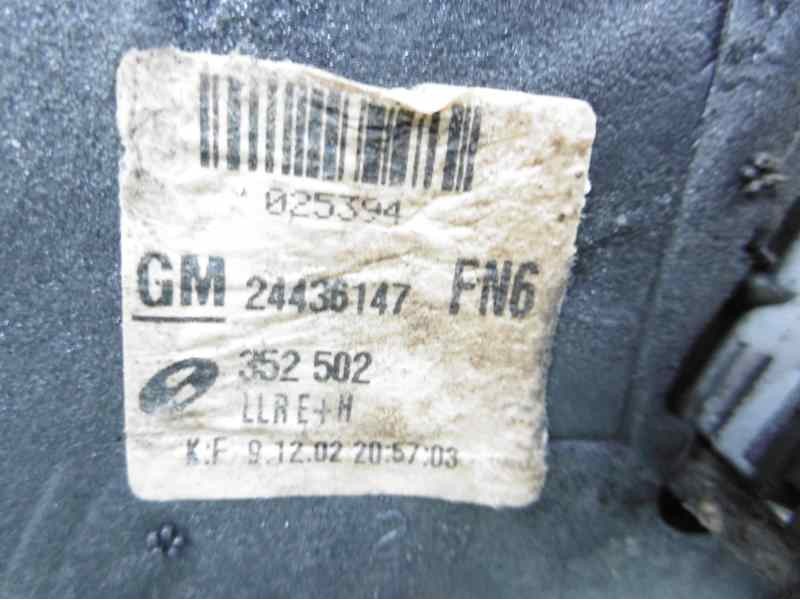 025394
GM 24436147 FN6
352 502
LLR E+H
K:F 9.12.02 20:57:03